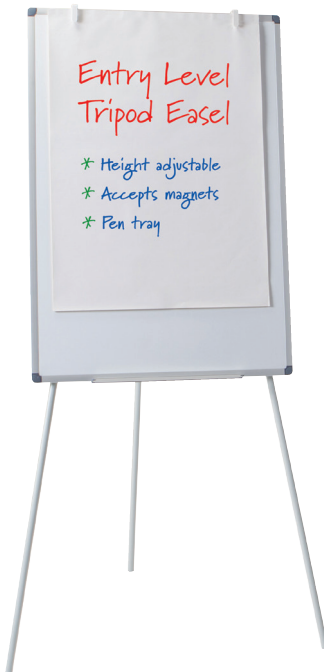 Entry Level
Tripod Easel
* Height adjustable
* Accepts magnets
* Pen tray